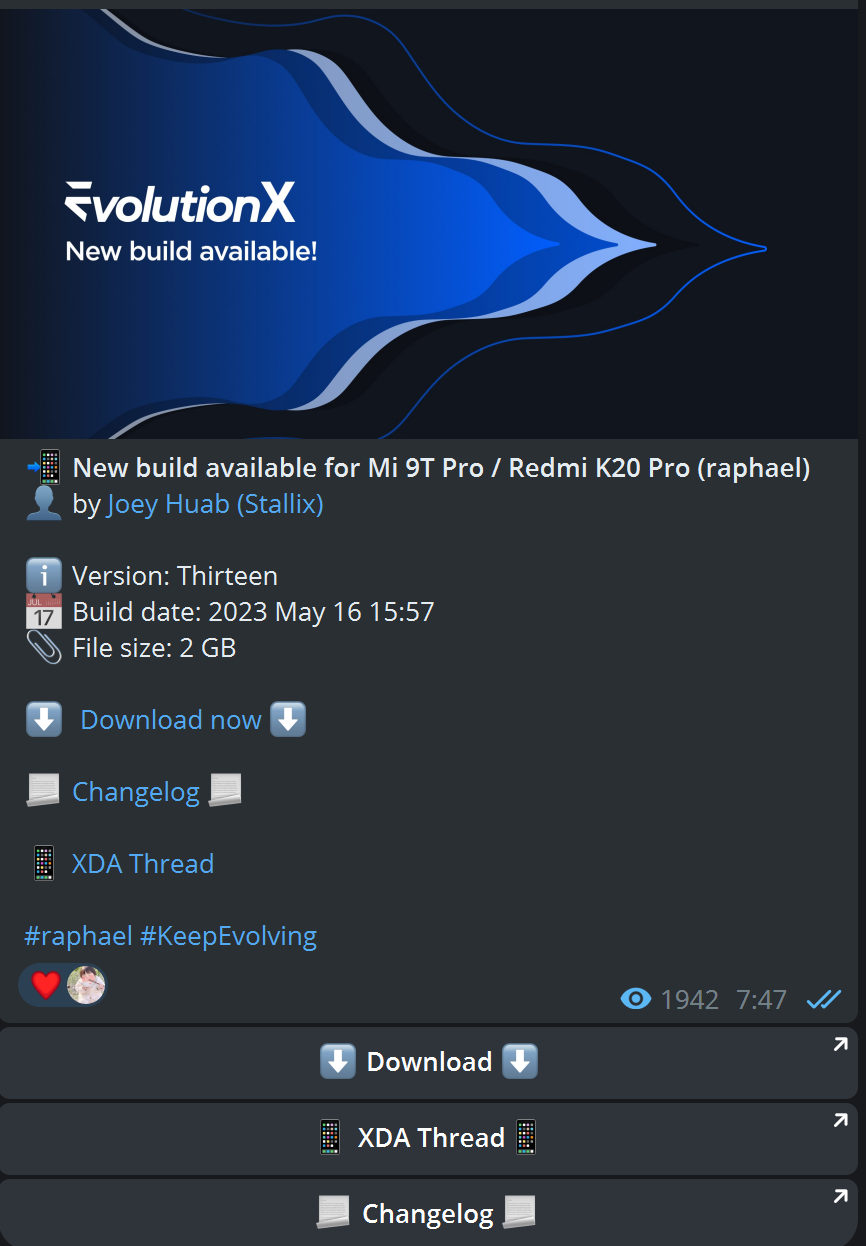 EvolutionX
New build available!
New build available for Mi 9T Pro / Redmi K20 Pro (raphael)
by Joey Huab (Stallix)
Version: Thirteen
JUL
17
Build date: 2023 May 16 15:57
File size: 2 GB
Download now
Changelog
XDA Thread
#raphael #KeepEvolving
1942 7:47
Download
XDA Thread
Changelog